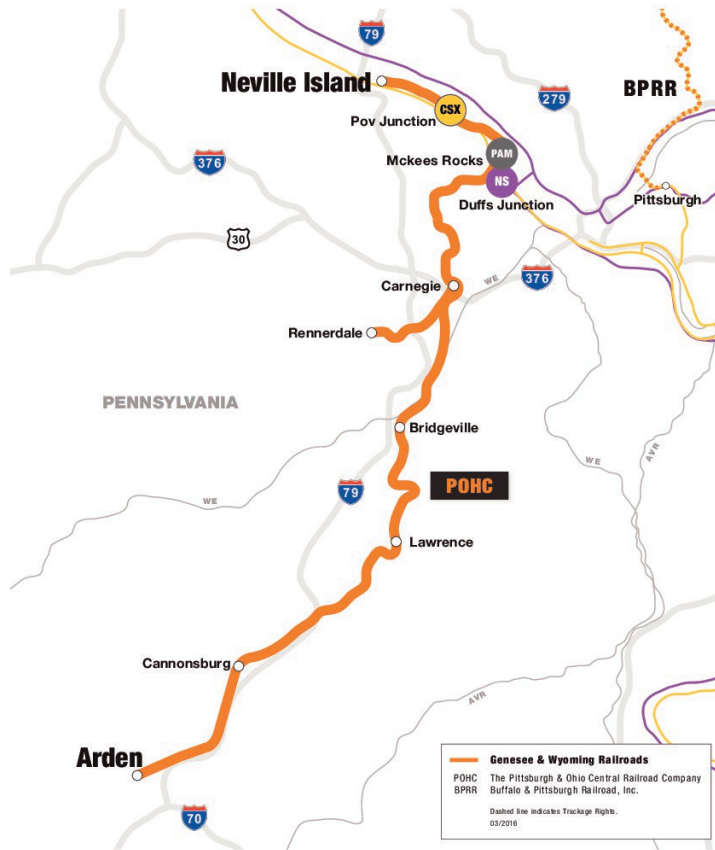 79
Neville Island
BPRR
279
CSX
Pov Junction
Mckees Rocks
PAM
376
NS
Duffs Junction
Pittsburgh
30
WE
376
Carnegie
Rennerdale
PENNSYLVANIA
Bridgeville
AVR
WE
79
POHC
WE
Lawrence
Cannonsburg
AVR
Arden
70
Genesee & Wyoming Railroads
POHC The Pittsburgh & Ohio Central Railroad Company
BPRR Buffalo & Pittsburgh Railroad, Inc.
Dashed line indicates Trackage Rights.
03/2016